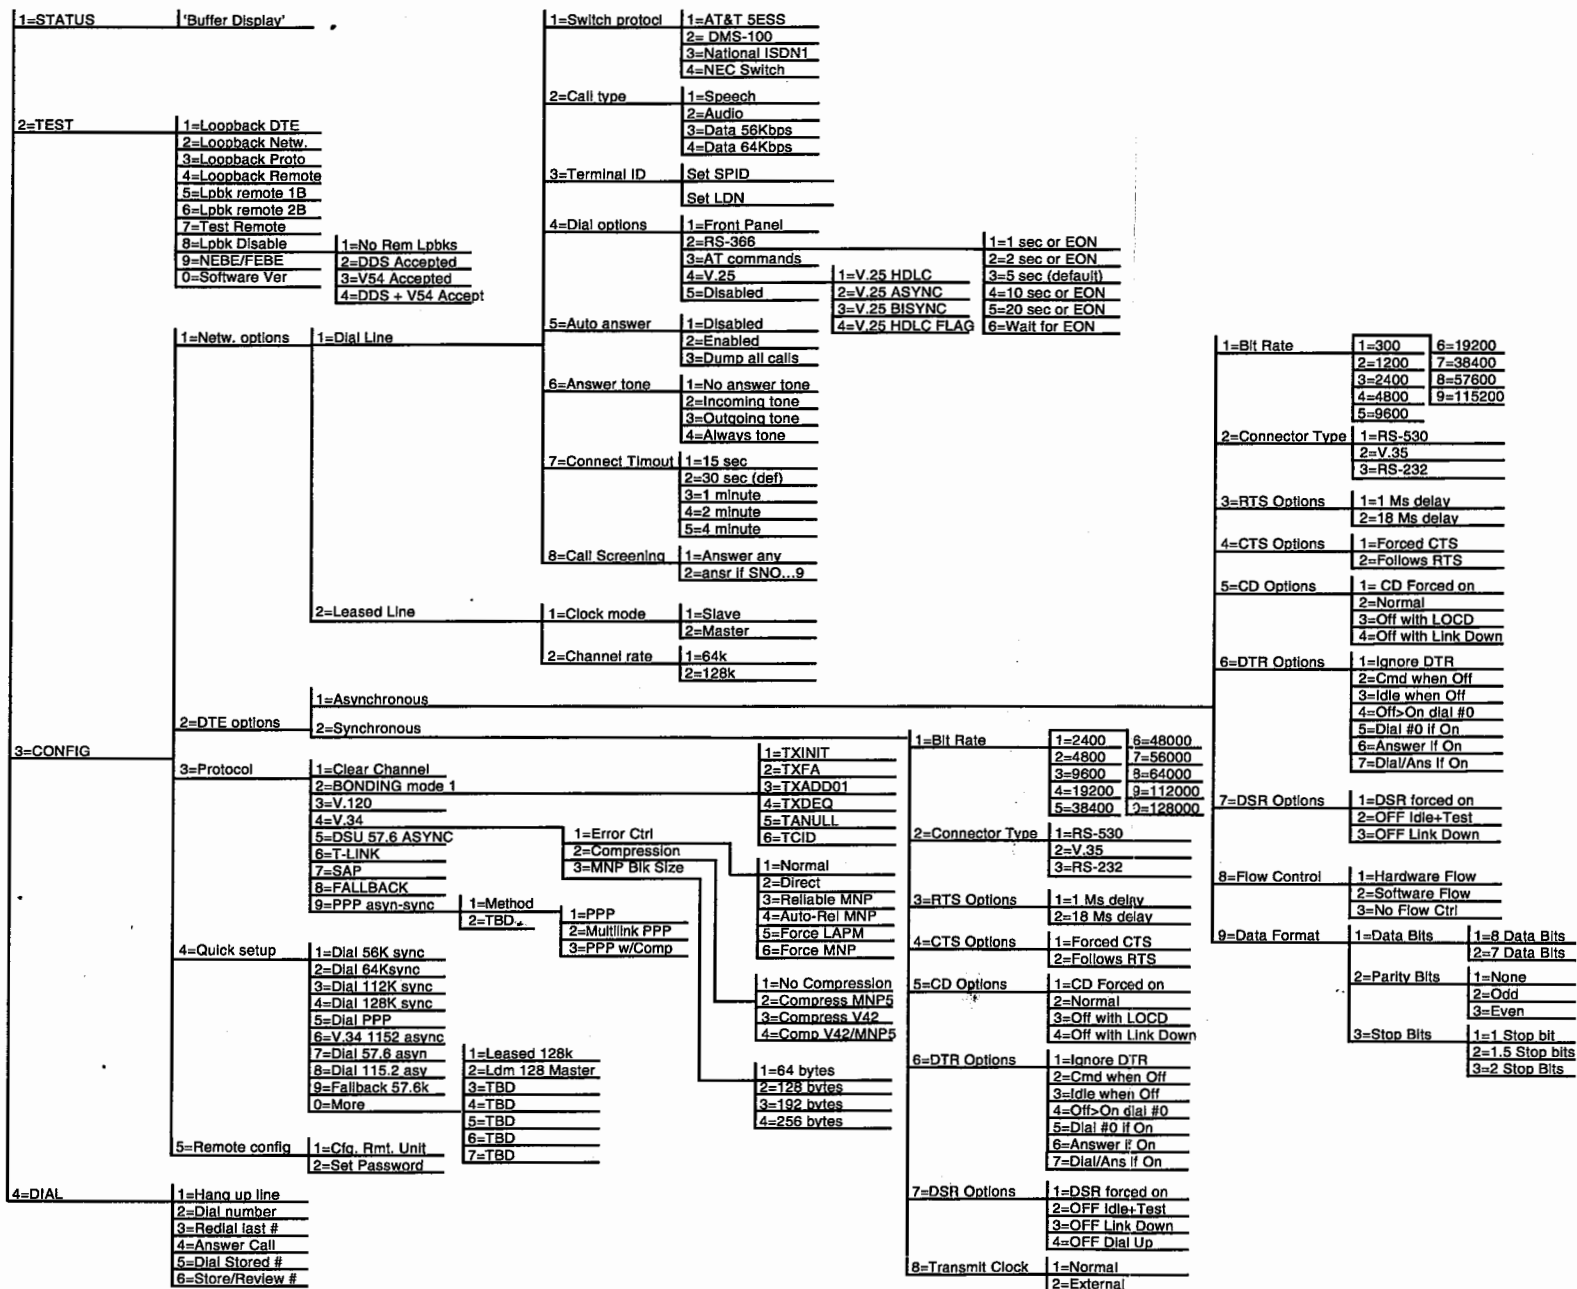 1=STATUS
'Buffer Display'
2=TEST
1=Loopback DTE
2=Loopback Netw.
3=Loopback Proto
4=Loopback Remote
5=Lpbk remote 1B
6=Lpbk remote 2B
7=Test Remote
8=Lpbk Disable
9=NEBE/FEBE
0=Software Ver
1=No Rem Lpbks
2=DDS Accepted
3=V54 Accepted
4=DDS + V54 Accept
3=CONFIG
1=Netw. options
1=Dial Line
1=Switch protocl
1=AT&T 5ESS
2= DMS-100
3=National ISDN1
4=NEC Switch
2=Call type
1=Speech
2=Audio
3=Data 56Kbps
4=Data 64Kbps
3=Terminal ID
Set SPID
Set LDN
4=Dial options
1=Front Panel
2=RS-366
3=AT commands
4=V.25
5=Disabled
1=V.25 HDLC
2=V.25 ASYNC
3=V.25 BISYNC
4=V.25 HDLC FLAG
1=1 sec or EON
2=2 sec or EON
3=5 sec (default)
4=10 sec or EON
5=20 sec or EON
6=Wait for EON
5=Auto answer
1=Disabled
2=Enabled
3=Dump all calls
6=Answer tone
1=No answer tone
2=Incoming tone
3=Outgoing tone
4=Always tone
7=Connect Timout
1=15 sec
2=30 sec (def)
3=1 minute
4=2 minute
5=4 minute
8=Call Screening
1=Answer any
2=ansr if SNO...9
2=Leased Line
1=Clock mode
1=Slave
2=Master
2=Channel rate
1=64k
2=128k
2=DTE options
1=Asynchronous
2=Synchronous
1=Bit Rate
1=300
2=1200
3=2400
4=4800
5=9600
6=19200
7=38400
8=57600
9=115200
2=Connector Type
1=RS-530
2=V.35
3=RS-232
3=RTS Options
1=1 Ms delay
2=18 Ms delay
4=CTS Options
1=Forced CTS
2=Follows RTS
5=CD Options
1= CD Forced on
2=Normal
3=Off with LOCD
4=Off with Link Down
6=DTR Options
1=Ignore DTR
2=Cmd when Off
3=Idle when Off
4=Off>On dial #0
5=Dial #0 if On
6=Answer if On
7=Dial/Ans if On
7=DSR Options
1=DSR forced on
2=OFF Idle+Test
3=OFF Link Down
8=Flow Control
1=Hardware Flow
2=Software Flow
3=No Flow Ctrl
9=Data Format
1=Data Bits
1=8 Data Bits
2=7 Data Bits
2=Parity Bits
1=None
2=Odd
3=Even
3=Stop Bits
1=1 Stop bit
2=1.5 Stop bits
3=2 Stop Bits
1=Bit Rate
1=2400
2=4800
3=9600
4=19200
5=38400
6=48000
7=56000
8=64000
9=112000
0=128000
2=Connector Type
1=RS-530
2=V.35
3=RS-232
3=RTS Options
1=1 Ms delay
2=18 Ms delay
4=CTS Options
1=Forced CTS
2=Follows RTS
5=CD Options
1=CD Forced on
2=Normal
3=Off with LOCD
4=Off with Link Down
6=DTR Options
1=Ignore DTR
2=Cmd when Off
3=Idle when Off
4=Off>On dial #0
5=Dial #0 if On
6=Answer if On
7=Dial/Ans if On
7=DSR Options
1=DSR forced on
2=OFF Idle+Test
3=OFF Link Down
4=OFF Dial Up
8=Transmit Clock
1=Normal
2=External
3=Protocol
1=Clear Channel
2=BONDING mode 1
3=V.120
4=V.34
5=DSU 57.6 ASYNC
6=T-LINK
7=SAP
8=FALLBACK
9=PPP asyn-sync
1=TXINIT
2=TXFA
3=TXADD01
4=TXDEQ
5=TANULL
6=TCID
1=Error Ctrl
2=Compression
3=MNP Blk Size
1=Normal
2=Direct
3=Reliable MNP
4=Auto-Rel MNP
5=Force LAPM
6=Force MNP
1=No Compression
2=Compress MNP5
3=Compress V42
4=Comp V42/MNP5
1=64 bytes
2=128 bytes
3=192 bytes
4=256 bytes
1=Method
2=TBD
1=PPP
2=Multilink PPP
3=PPP w/Comp
4=Quick setup
1=Dial 56K sync
2=Dial 64Ksync
3=Dial 112K sync
4=Dial 128K sync
5=Dial PPP
6=V.34 1152 async
7=Dial 57.6 asyn
8=Dial 115.2 asy
9=Fallback 57.6k
0=More
1=Leased 128k
2=Ldm 128 Master
3=TBD
4=TBD
5=TBD
6=TBD
7=TBD
5=Remote config
1=Cfg. Rmt. Unit
2=Set Password
4=DIAL
1=Hang up line
2=Dial number
3=Redial last #
4=Answer Call
5=Dial Stored #
6=Store/Review #